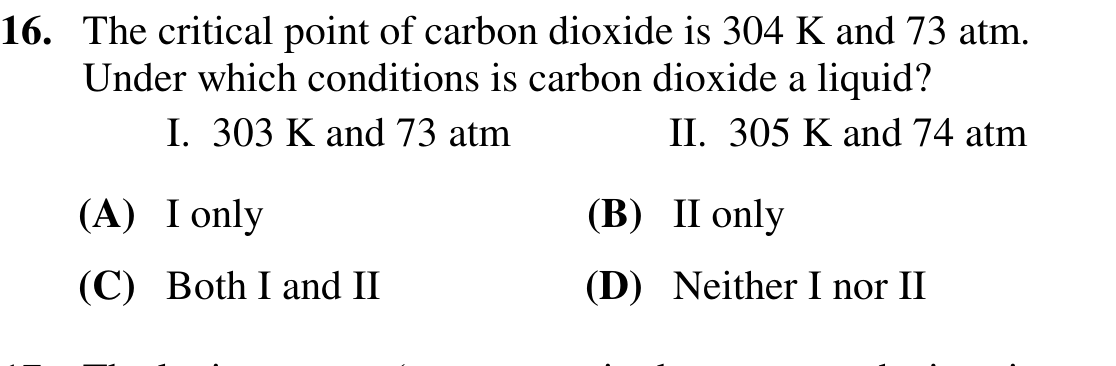 16. The critical point of carbon dioxide is 304 K and 73 atm.
Under which conditions is carbon dioxide a liquid?
I. 303 K and 73 atm II. 305 K and 74 atm
(A) I only (B) II only
(C) Both I and II (D) Neither I nor II